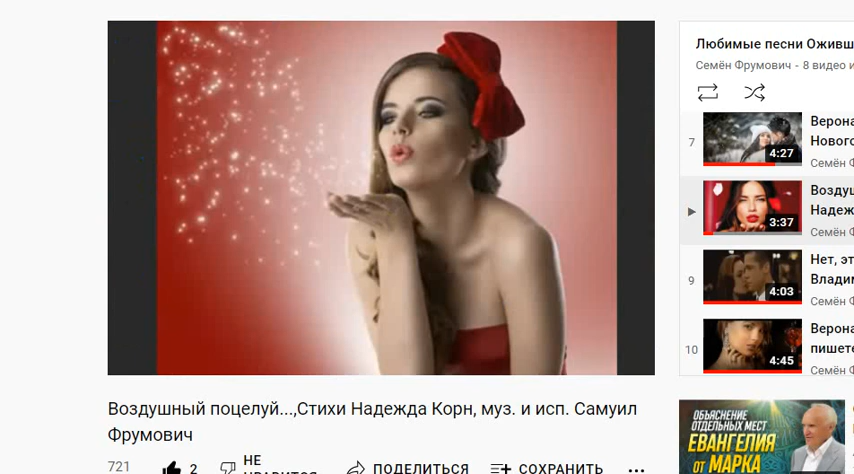 Любимые песни Оживш
Семён Фрумович - 8 видео и
7
4:27
Верона
Нового
Семён Ф
3:37
Воздуш
Надеж
Семён Ф
9
4:03
Нет, эт
Владим
Семён Ф
10
4:45
Верона
пишете
Семён Ф
Воздушный поцелуй...,Стихи Надежда Корн, муз. и исп. Самуил
Фрумович
721
2
НЕ
НРАВИТСЯ
ПОДЕЛИТЬСЯ
СОХРАНИТЬ
ОБЪЯСНЕНИЕ
ОТДЕЛЬНЫХ МЕСТ
ЕВАНГЕЛИЯ
ОТ МАРКА